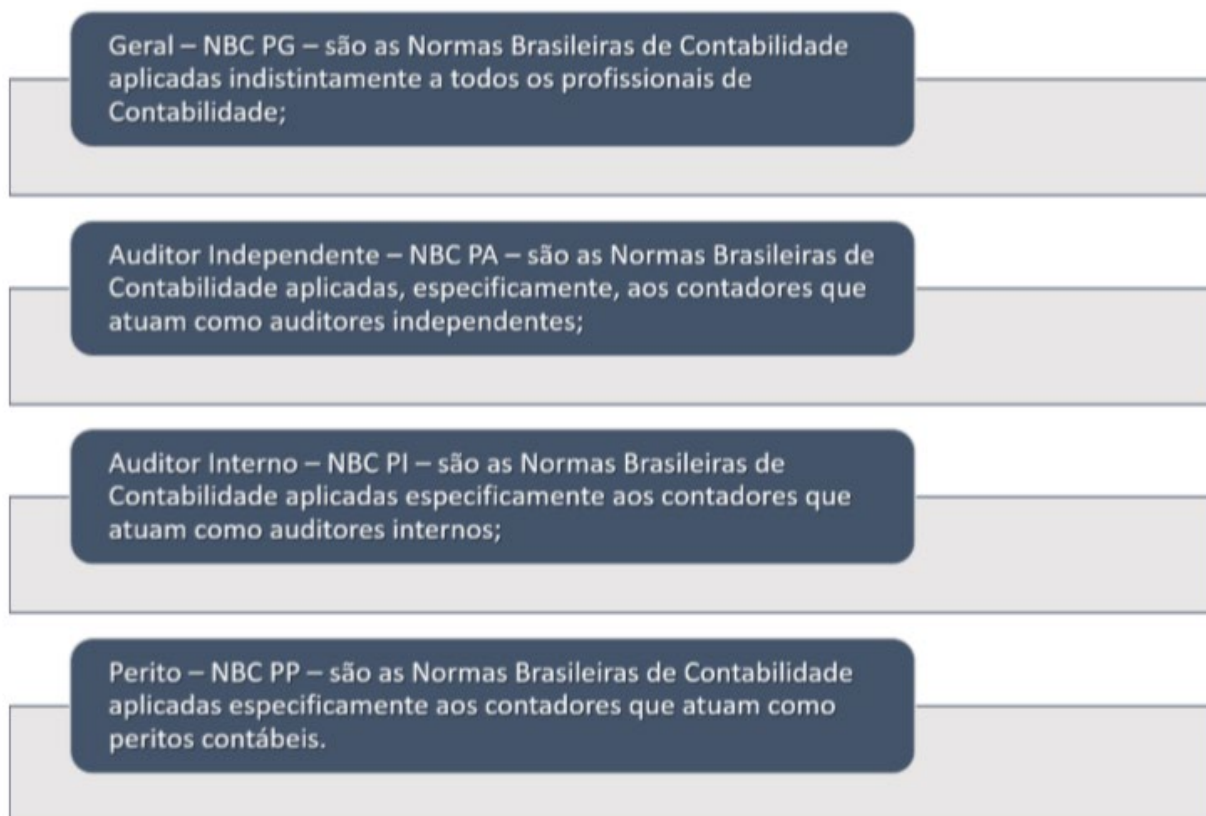 Geral – NBC PG – são as Normas Brasileiras de Contabilidade
aplicadas indistintamente a todos os profissionais de
Contabilidade;
Auditor Independente – NBC PA – são as Normas Brasileiras de
Contabilidade aplicadas, especificamente, aos contadores que
atuam como auditores independentes;
Auditor Interno – NBC PI – são as Normas Brasileiras de
Contabilidade aplicadas especificamente aos contadores que
atuam como auditores internos;
Perito – NBC PP – são as Normas Brasileiras de Contabilidade
aplicadas especificamente aos contadores que atuam como
peritos contábeis.